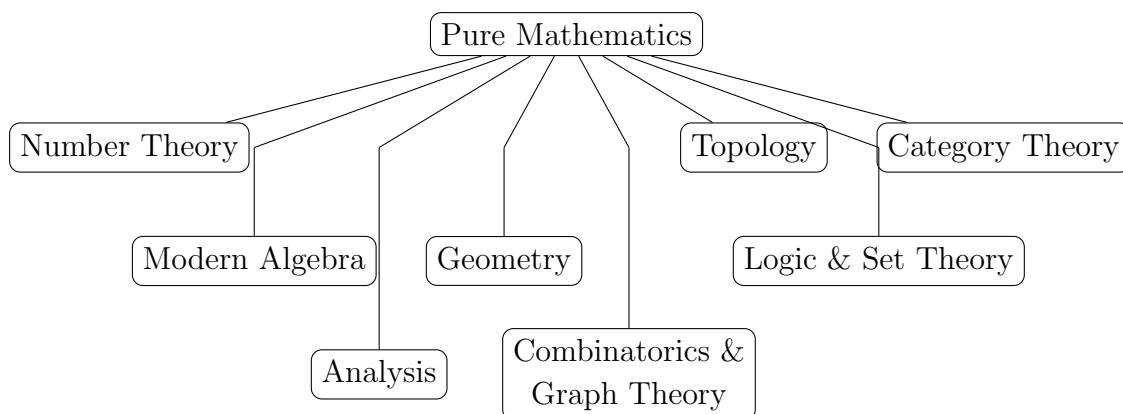 Pure Mathematics
Number Theory
Topology
Category Theory
Modern Algebra
Geometry
Logic & Set Theory
Analysis
Combinatorics &
Graph Theory